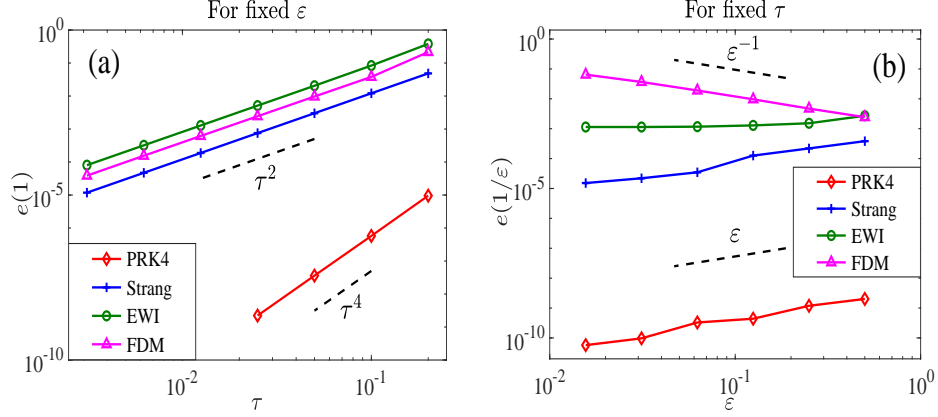 For fixed ε
10^0
(a)
τ^2
e(1)
10^-5
PRK4
Strang
EWI
FDM
τ^4
10^-10
10^-2
10^-1
τ
For fixed τ
10^0
ε^-1
(b)
e(1/ε)
10^-5
PRK4
Strang
EWI
FDM
ε
10^-10
10^-2
10^-1
10^0
ε